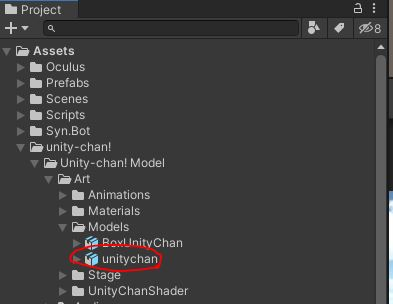 Project
8
Assets
Oculus
Prefabs
Scenes
Scripts
Syn.Bot
unity-chan!
Unity-chan! Model
Art
Animations
Materials
Models
BoxUnityChan
unitychan
Stage
UnityChanShader